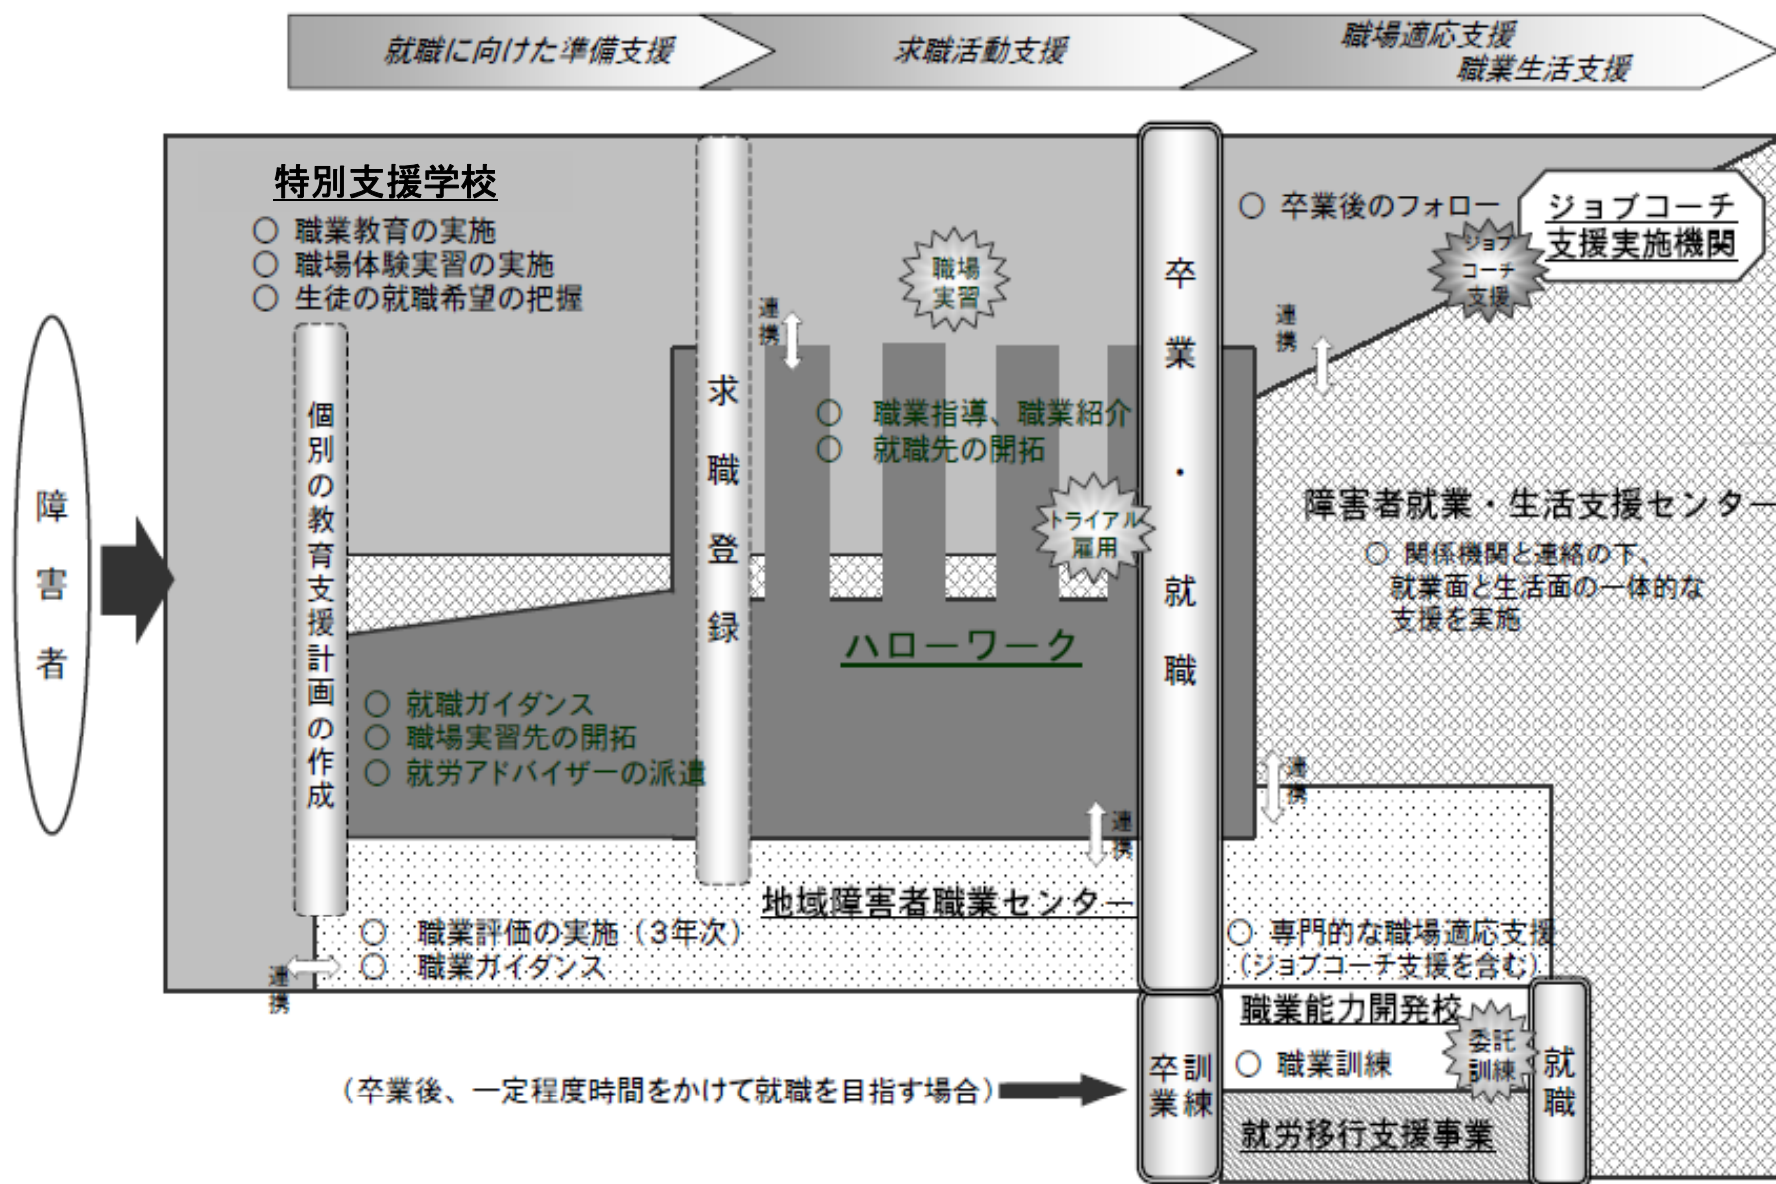 就職に向けた準備支援
求職活動支援
職場適応支援
職業生活支援
障害者
特別支援学校
○ 職業教育の実施
○ 職場体験実習の実施
○ 生徒の就職希望の把握
個別の教育支援計画の作成
求職登録
連携
職場
実習
○ 職業指導、職業紹介
○ 就職先の開拓
トライアル
雇用
ハローワーク
○ 就職ガイダンス
○ 職場実習先の開拓
○ 就労アドバイザーの派遣
連携
地域障害者職業センター
○ 職業評価の実施（３年次）
○ 職業ガイダンス
連携
卒業・就職
○ 卒業後のフォロー
ジョブコーチ
支援実施機関
ジョブ
コーチ
支援
連携
障害者就業・生活支援センター
○ 関係機関と連絡の下、
就業面と生活面の一体的な
支援を実施
連携
○ 専門的な職場適応支援
（ジョブコーチ支援を含む）
（卒業後、一定程度時間をかけて就職を目指す場合）
卒業
訓練
職業能力開発校
○ 職業訓練
委託
訓練
就労移行支援事業
就職